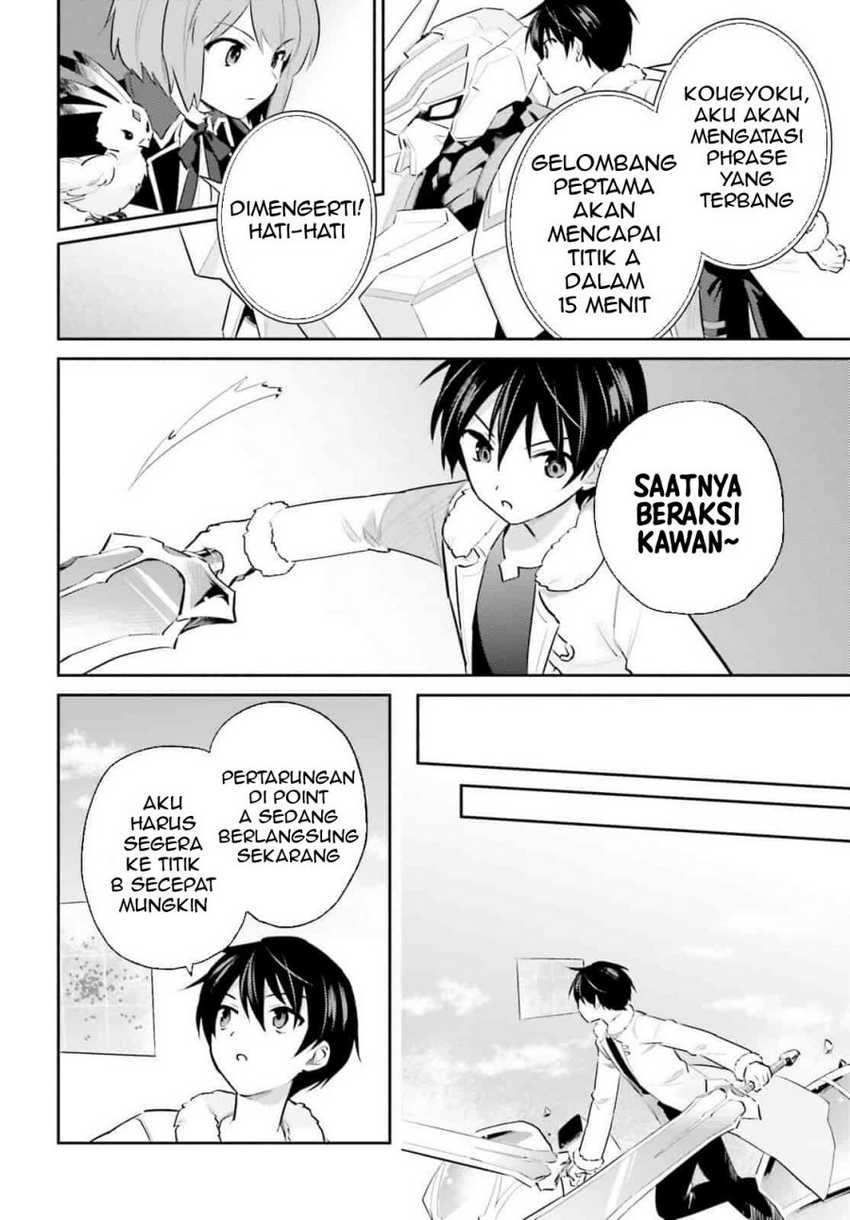 KOUGYOKU,
AKU AKAN
MENGATASI
PHRASE
YANG
TERBANG
GELOMBANG
PERTAMA AKAN
MENCAPAI
TITIK A
DALAM
15 MENIT
DIMENGERTI!
HATI-HATI
SAATNYA
BERAKSI
KAWAN~
PERTARUNGAN
DI POINT
A SEDANG
BERLANGSUNG
SEKARANG
AKU
HARUS
SEGERA
KE TITIK
B SECEPAT
MUNGKIN